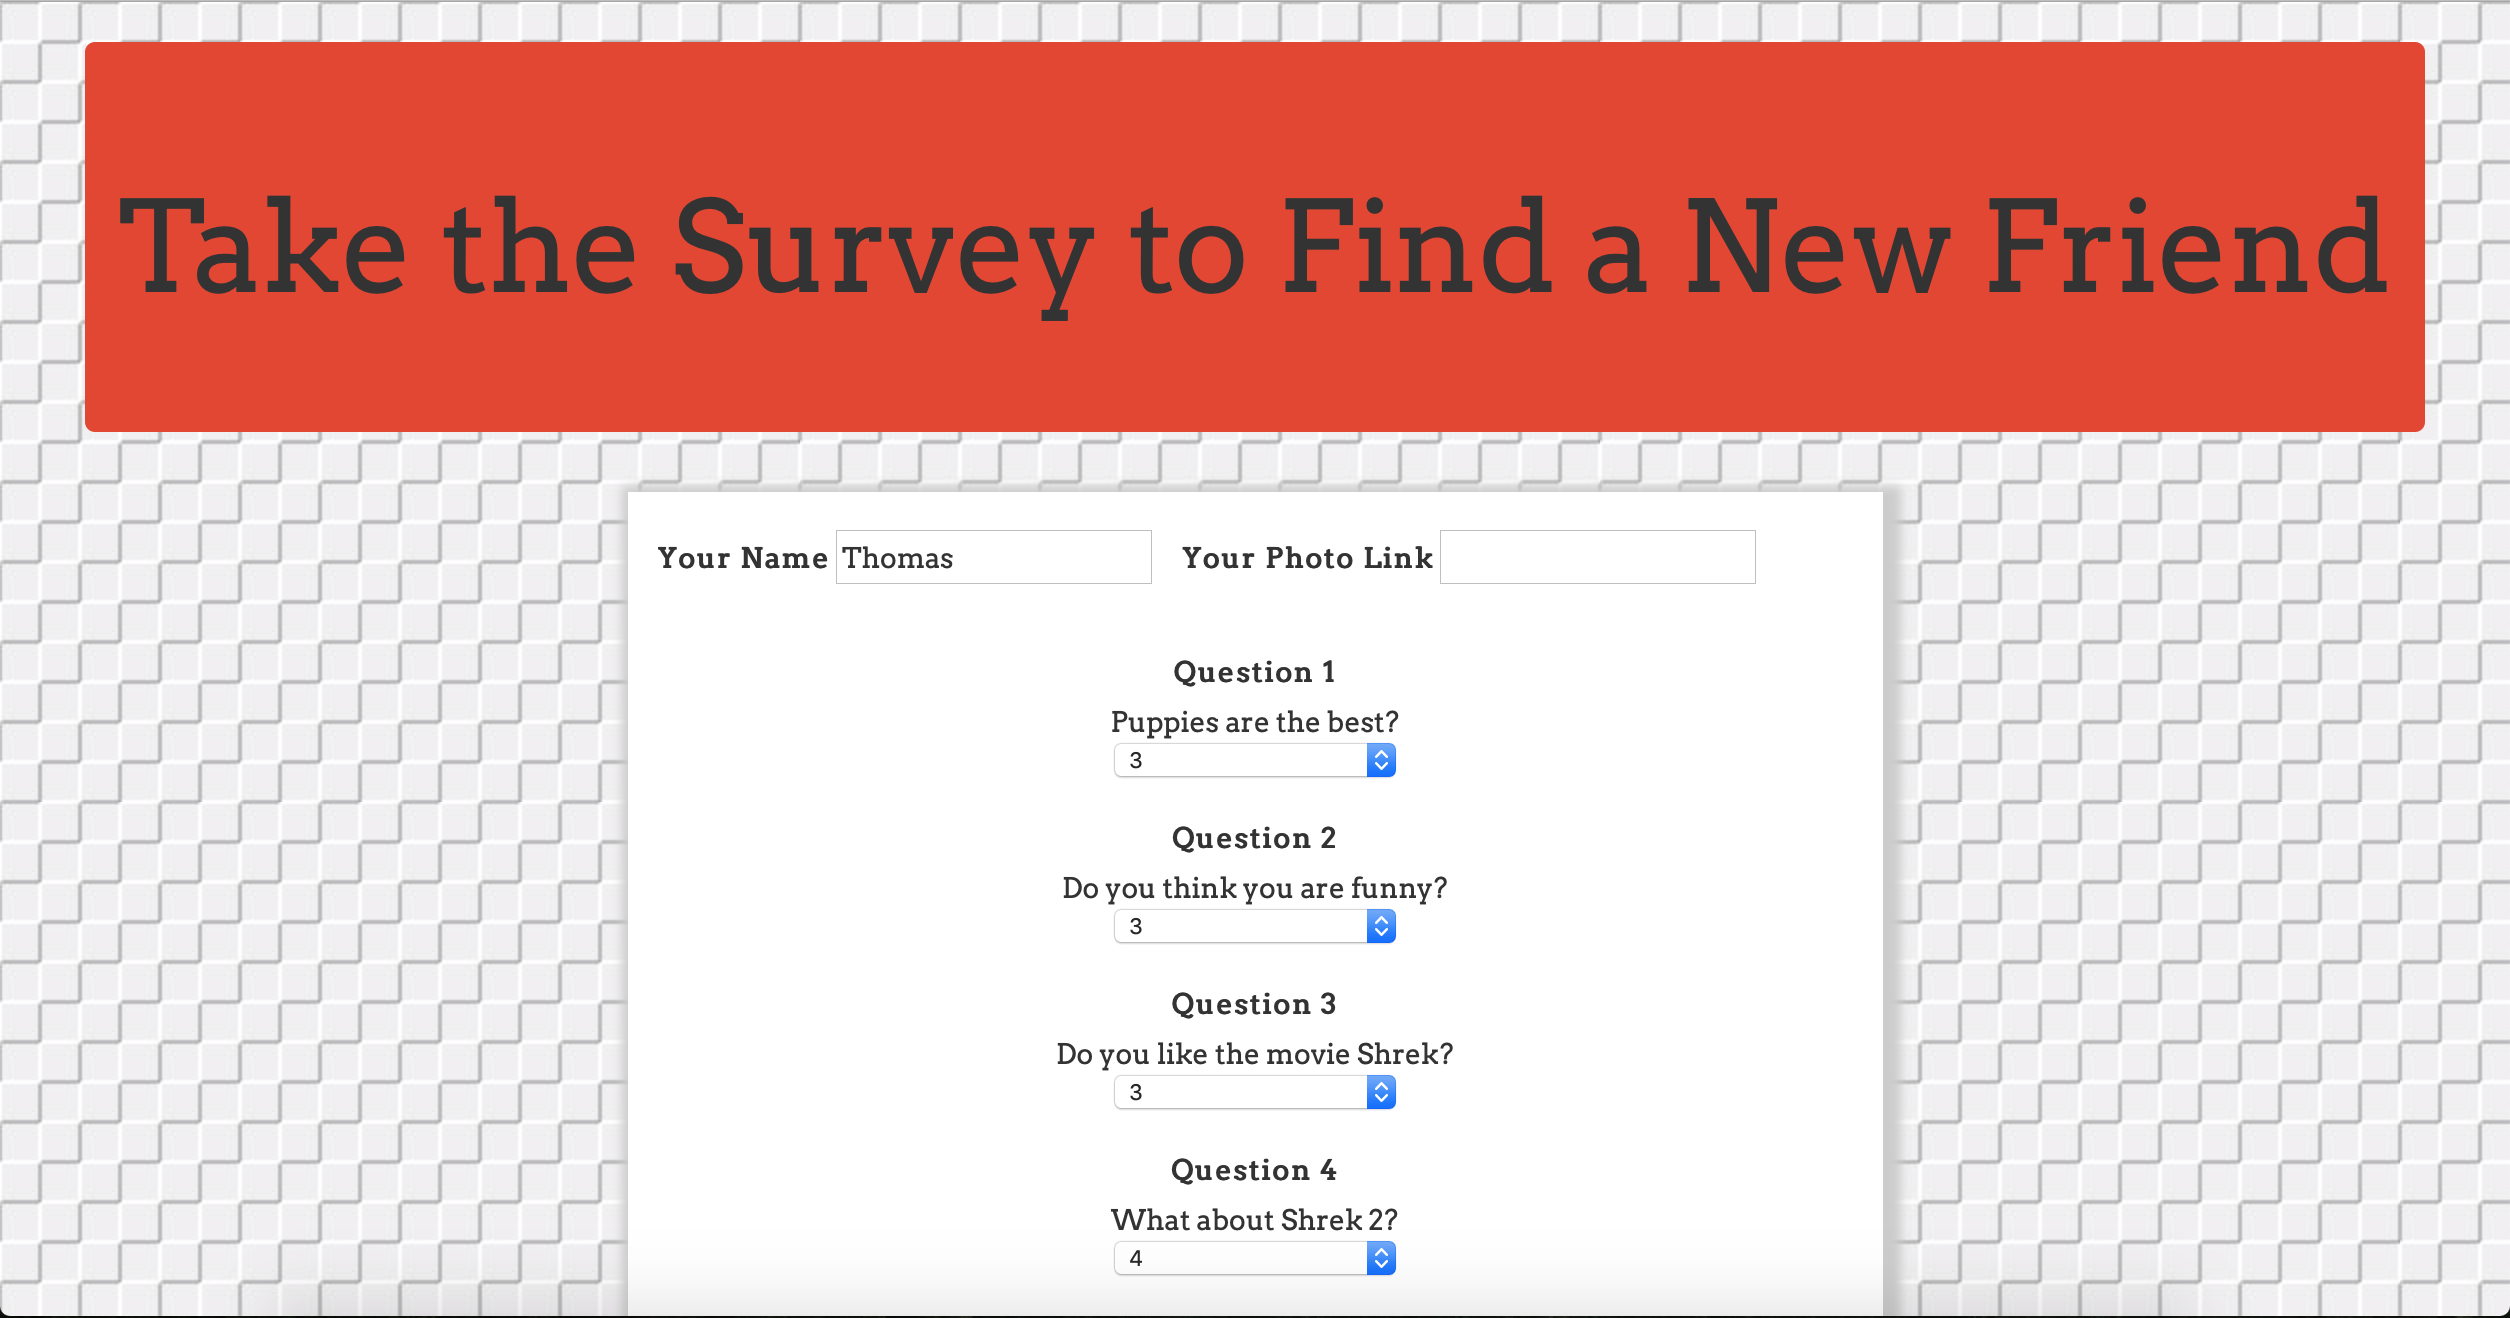 Take the Survey to Find a New Friend
Your Name Thomas Your Photo Link
Question 1
Puppies are the best?
3
Question 2
Do you think you are funny?
3
Question 3
Do you like the movie Shrek?
3
Question 4
What about Shrek 2?
4